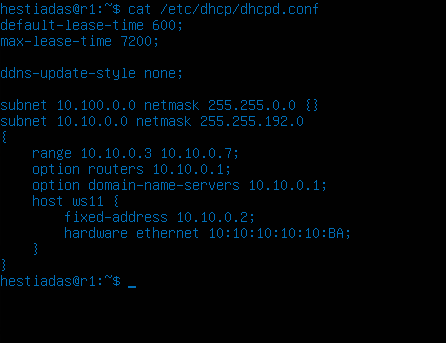 hestiadas@r1:~$ cat /etc/dhcp/dhcpd.conf
default-lease-time 600;
max-lease-time 7200;

ddns-update-style none;

subnet 10.100.0.0 netmask 255.255.0.0 {}
subnet 10.10.0.0 netmask 255.255.192.0
{
    range 10.10.0.3 10.10.0.7;
    option routers 10.10.0.1;
    option domain-name-servers 10.10.0.1;
    host ws11 {
        fixed-address 10.10.0.2;
        hardware ethernet 10:10:10:10:10:BA;
    }
}
hestiadas@r1:~$ _